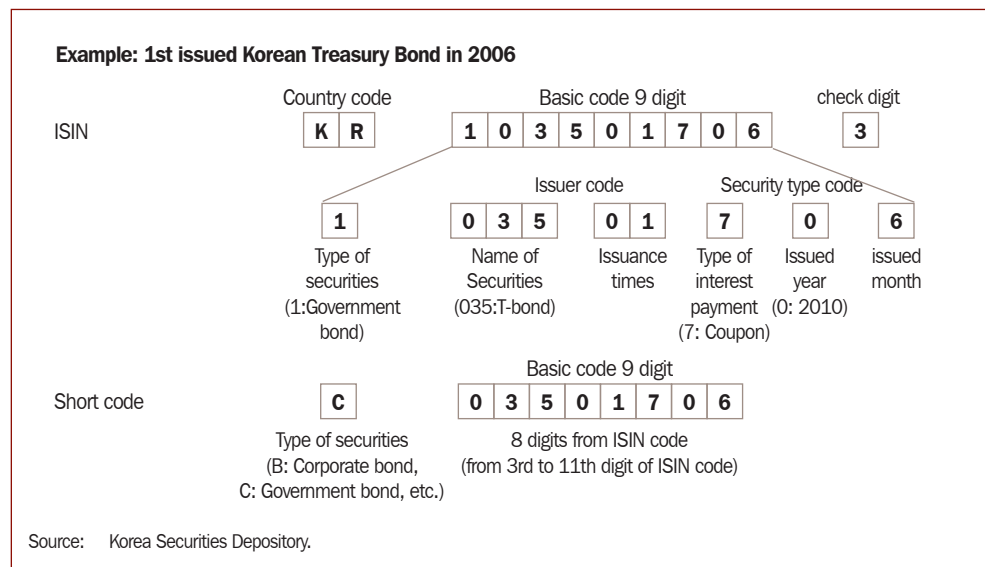 Example: 1st issued Korean Treasury Bond in 2006
Country code
Basic code 9 digit
check digit
ISIN
K R
1 0 3 5 0 1 7 0 6
3
Issuer code
Security type code
1
0 3 5
0 1
7
0
6
Type of
securities
(1:Government
bond)
Name of
Securities
(035:T-bond)
Issuance
times
Type of
interest
payment
(7: Coupon)
Issued
year
(0: 2010)
issued
month
Basic code 9 digit
Short code
C
0 3 5 0 1 7 0 6
Type of securities
(B: Corporate bond,
C: Government bond, etc.)
8 digits from ISIN code
(from 3rd to 11th digit of ISIN code)
Source: Korea Securities Depository.